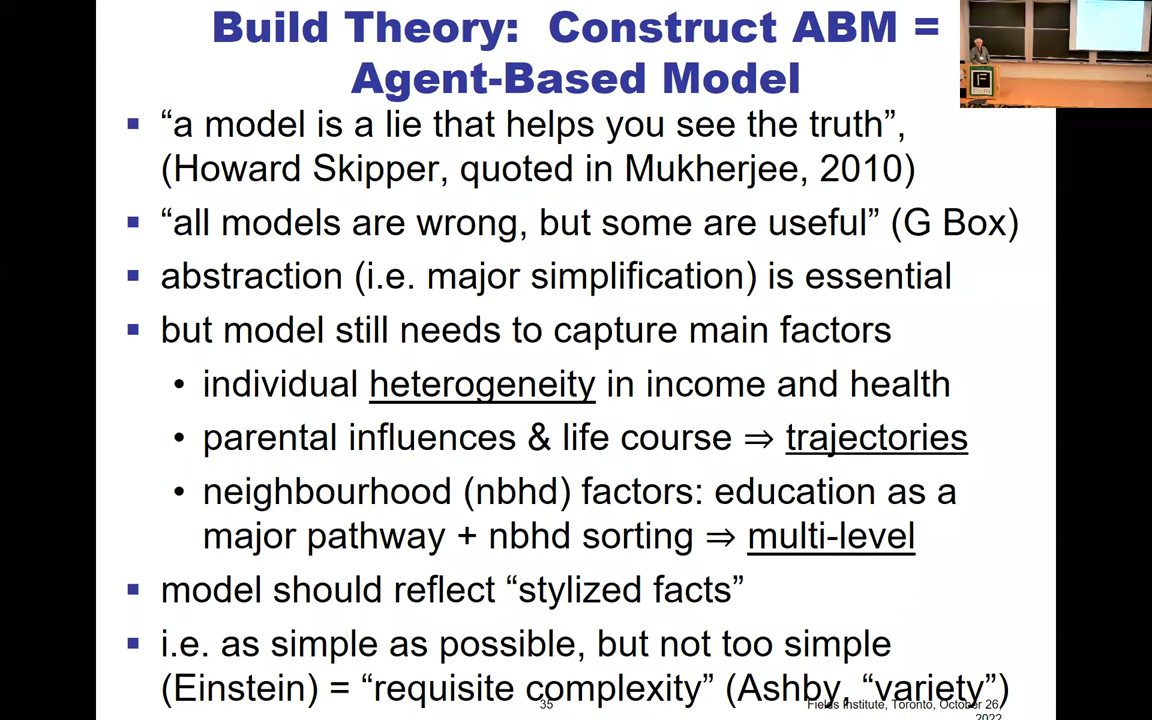 Build Theory:  Construct ABM =
Agent-Based Model
▪ “a model is a lie that helps you see the truth”,
(Howard Skipper, quoted in Mukherjee, 2010)
▪ “all models are wrong, but some are useful” (G Box)
▪ abstraction (i.e. major simplification) is essential
▪ but model still needs to capture main factors
• individual heterogeneity in income and health
• parental influences & life course ⇒ trajectories
• neighbourhood (nbhd) factors: education as a
major pathway + nbhd sorting ⇒ multi-level
▪ model should reflect “stylized facts”
▪ i.e. as simple as possible, but not too simple
(Einstein) = “requisite complexity” (Ashby, “variety”)
35
Fields Institute, Toronto, October 26,
2022
F